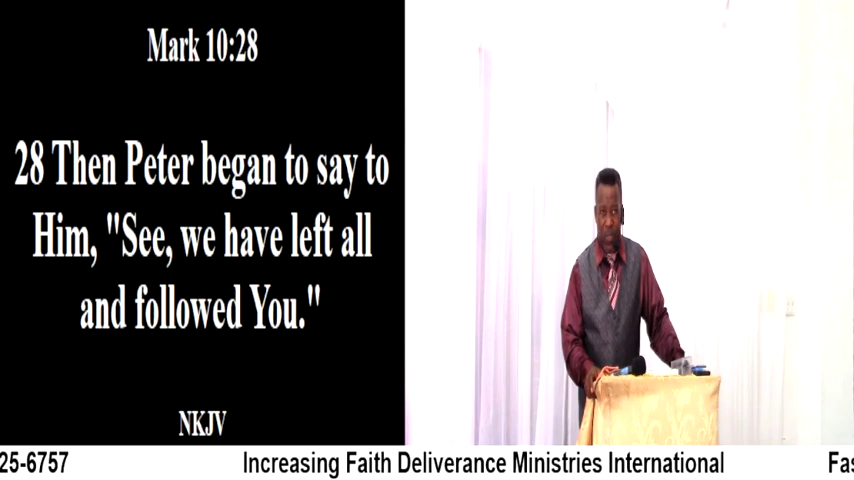 Mark 10:28
28 Then Peter began to say to
Him, "See, we have left all
and followed You."
NKJV
25-6757 Increasing Faith Deliverance Ministries International Fas